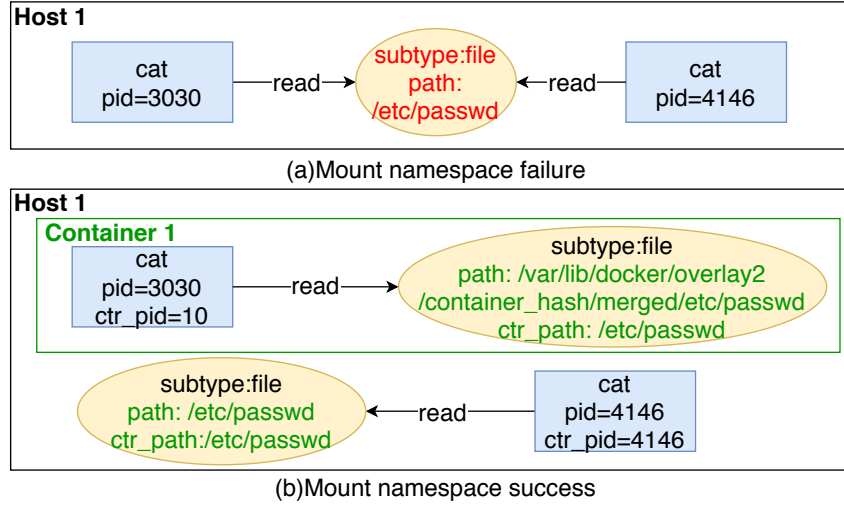 Host 1
cat
pid=3030
read
subtype:file
path:
/etc/passwd
read
cat
pid=4146
(a)Mount namespace failure
Host 1
Container 1
cat
pid=3030
ctr_pid=10
read
subtype:file
path: /var/lib/docker/overlay2
/container_hash/merged/etc/passwd
ctr_path: /etc/passwd
subtype:file
path: /etc/passwd
ctr_path:/etc/passwd
read
cat
pid=4146
ctr_pid=4146
(b)Mount namespace success